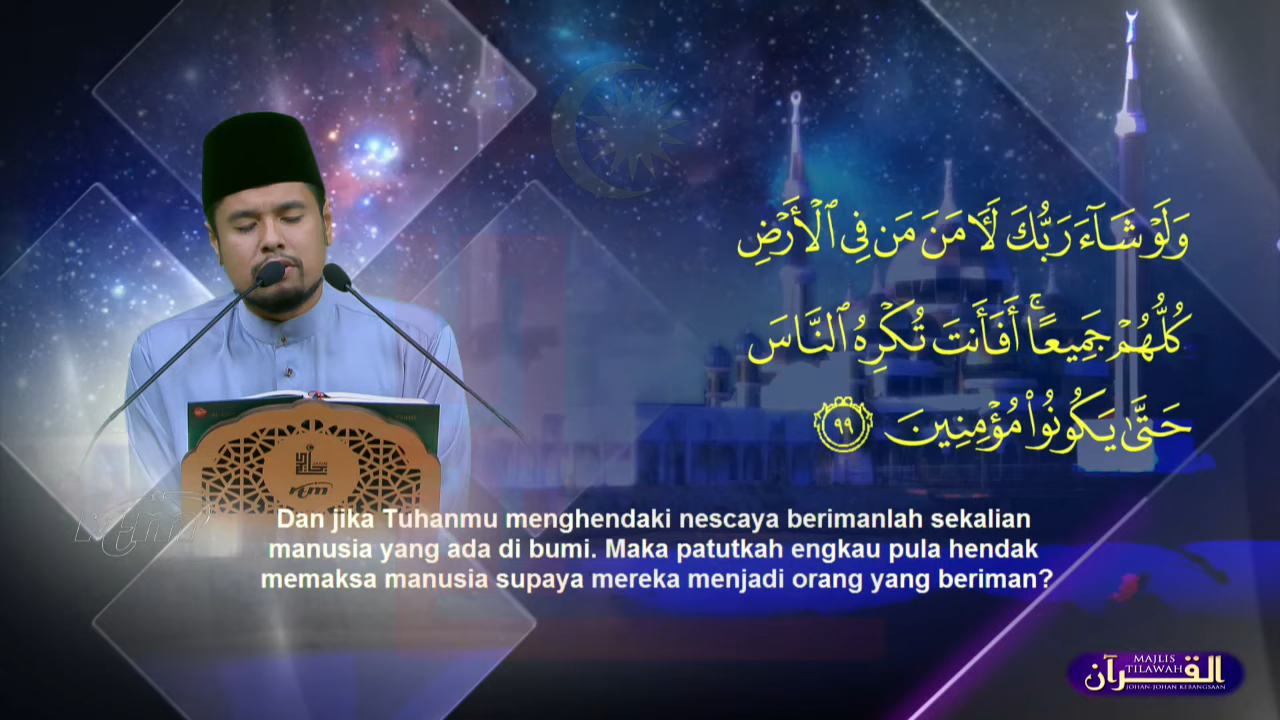 وَلَوْ شَآءَ رَبُّكَ لَأٓمَنَ مَن فِى ٱلْأَرْضِ
كُلُّهُمْ جَمِيعًا ۚ أَفَأَنتَ تُكْرِهُ ٱلنَّاسَ
حَتَّىٰ يَكُونُوا۟ مُؤْمِنِينَ ٩٩
rtm
Dan jika Tuhanmu menghendaki nescaya berimanlah sekalian
manusia yang ada di bumi. Maka patutkah engkau pula hendak
memaksa manusia supaya mereka menjadi orang yang beriman?
MAJLIS
TILAWAH
القرآن
JOHAN-JOHAN KEBANGSAAN